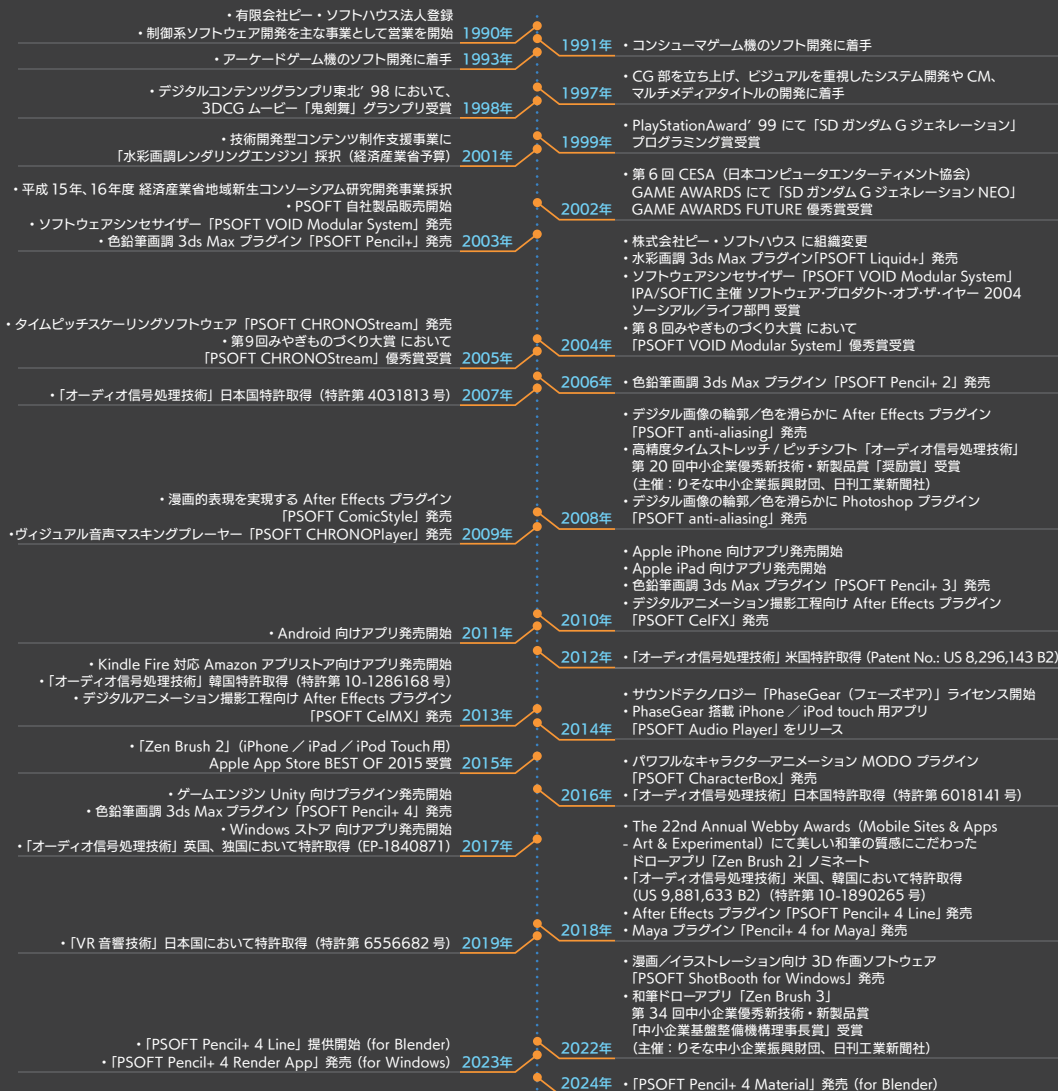 ・有限会社ピー・ソフトハウス法人登録
・制御系ソフトウェア開発を主な事業として営業を開始 1990年
1991年 ・コンシューマゲーム機のソフト開発に着手
・アーケードゲーム機のソフト開発に着手 1993年
・CG 部を立ち上げ、ビジュアルを重視したシステム開発や CM、
1997年 マルチメディアタイトルの開発に着手
・デジタルコンテンツグランプリ東北’98 において、
3DCG ムービー「鬼剣舞」グランプリ受賞 1998年
・PlayStationAward’99 にて「SD ガンダム G ジェネレーション」
1999年 プログラミング賞受賞
・技術開発型コンテンツ制作支援事業に
「水彩画調レンダリングエンジン」採択（経済産業省予算） 2001年
・第 6 回 CESA（日本コンピュータエンターティメント協会）
GAME AWARDS にて「SD ガンダム G ジェネレーション NEO」
2002年 GAME AWARDS FUTURE 優秀賞受賞
・平成 15年、16年度 経済産業省地域新生コンソーシアム研究開発事業採択
・PSOFT 自社製品販売開始
・ソフトウェアシンセサイザー「PSOFT VOID Modular System」発売
・色鉛筆画調 3ds Max プラグイン「PSOFT Pencil+」発売 2003年
・株式会社ピー・ソフトハウス に組織変更
・水彩画調 3ds Max プラグイン「PSOFT Liquid+」発売
・ソフトウェアシンセサイザー「PSOFT VOID Modular System」
IPA/SOFTIC 主催 ソフトウェア・プロダクト・オブ・ザ・イヤー 2004
ソーシアル／ライフ部門 受賞
・第 8 回みやぎものづくり大賞 において
2004年 「PSOFT VOID Modular System」優秀賞受賞
・タイムピッチスケーリングソフトウェア「PSOFT CHRONOStream」発売
・第9回みやぎものづくり大賞 において
「PSOFT CHRONOStream」優秀賞受賞 2005年
2006年 ・色鉛筆画調 3ds Max プラグイン「PSOFT Pencil+ 2」発売
・「オーディオ信号処理技術」日本国特許取得（特許第 4031813 号） 2007年
・デジタル画像の輪郭／色を滑らかに After Effects プラグイン
「PSOFT anti-aliasing」発売
・高精度タイムストレッチ / ピッチシフト「オーディオ信号処理技術」
第 20 回中小企業優秀新技術・新製品賞「奨励賞」受賞
（主催：りそな中小企業振興財団、日刊工業新聞社）
・デジタル画像の輪郭／色を滑らかに Photoshop プラグイン
2008年 「PSOFT anti-aliasing」発売
・漫画的表現を実現する After Effects プラグイン
「PSOFT ComicStyle」発売
・ヴィジュアル音声マスキングプレーヤー「PSOFT CHRONOPlayer」発売 2009年
・Apple iPhone 向けアプリ発売開始
・Apple iPad 向けアプリ発売開始
・色鉛筆画調 3ds Max プラグイン「PSOFT Pencil+ 3」発売
・デジタルアニメーション撮影工程向け After Effects プラグイン
2010年 「PSOFT CelFX」発売
・Android 向けアプリ発売開始 2011年
2012年 ・「オーディオ信号処理技術」米国特許取得 (Patent No.: US 8,296,143 B2)
・Kindle Fire 対応 Amazon アプリストア向けアプリ発売開始
・「オーディオ信号処理技術」韓国特許取得（特許第 10-1286168 号）
・デジタルアニメーション撮影工程向け After Effects プラグイン
「PSOFT CelMX」発売 2013年
・サウンドテクノロジー「PhaseGear（フェーズギア）」ライセンス開始
・PhaseGear 搭載 iPhone ／ iPod touch 用アプリ
2014年 「PSOFT Audio Player」をリリース
・「Zen Brush 2」（iPhone ／ iPad ／ iPod Touch 用）
Apple App Store BEST OF 2015 受賞 2015年
・パワフルなキャラクターアニメーション MODO プラグイン
「PSOFT CharacterBox」発売
2016年 ・「オーディオ信号処理技術」日本国特許取得（特許第 6018141 号）
・ゲームエンジン Unity 向けプラグイン発売開始
・色鉛筆画調 3ds Max プラグイン「PSOFT Pencil+ 4」発売
・Windows ストア 向けアプリ発売開始
・「オーディオ信号処理技術」英国、独国において特許取得（EP-1840871） 2017年
・The 22nd Annual Webby Awards（Mobile Sites & Apps
- Art & Experimental）にて美しい和筆の質感にこだわった
ドローアプリ「Zen Brush 2」ノミネート
・「オーディオ信号処理技術」米国、韓国において特許取得
（US 9,881,633 B2）（特許第 10-1890265 号）
・After Effects プラグイン「PSOFT Pencil+ 4 Line」発売
2018年 ・Maya プラグイン「Pencil+ 4 for Maya」発売
・「VR 音響技術」日本国において特許取得（特許第 6556682 号） 2019年
・漫画／イラストレーション向け 3D 作画ソフトウェア
「PSOFT ShotBooth for Windows」発売
・和筆ドローアプリ「Zen Brush 3」
第 34 回中小企業優秀新技術・新製品賞
「中小企業基盤整備機構理事長賞」受賞
2022年 （主催：りそな中小企業振興財団、日刊工業新聞社）
・「PSOFT Pencil+ 4 Line」提供開始 (for Blender)
・「PSOFT Pencil+ 4 Render App」発売 (for Windows) 2023年
2024年 ・「PSOFT Pencil+ 4 Material」発売 (for Blender)